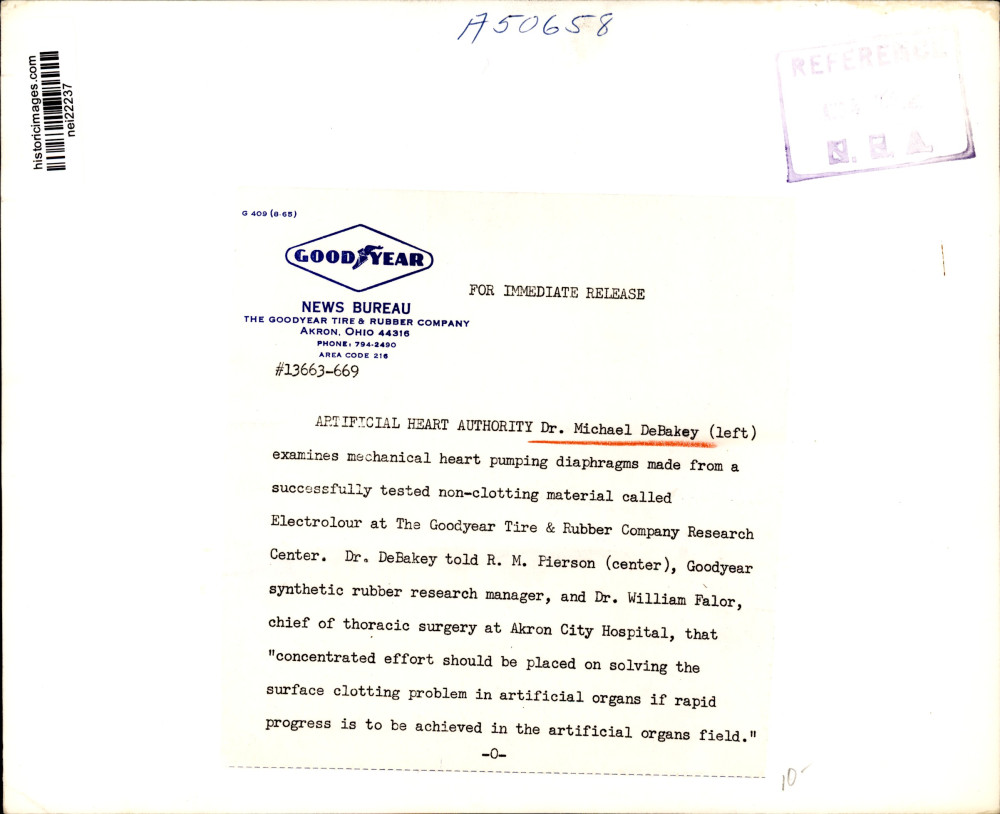 A50658
historicimages.com
nei22237
REFERENCE
N. E. A.
G 409 (8-65)
GOODYEAR
FOR IMMEDIATE RELEASE
NEWS BUREAU
THE GOODYEAR TIRE & RUBBER COMPANY
AKRON, OHIO 44316
PHONE: 794-2490
AREA CODE 216
#13663-669
ARTIFICIAL HEART AUTHORITY Dr. Michael DeBakey (left)
examines mechanical heart pumping diaphragms made from a
successfully tested non-clotting material called
Electrolour at The Goodyear Tire & Rubber Company Research
Center. Dr. DeBakey told R. M. Pierson (center), Goodyear
synthetic rubber research manager, and Dr. William Falor,
chief of thoracic surgery at Akron City Hospital, that
"concentrated effort should be placed on solving the
surface clotting problem in artificial organs if rapid
progress is to be achieved in the artificial organs field."
-0-
10-